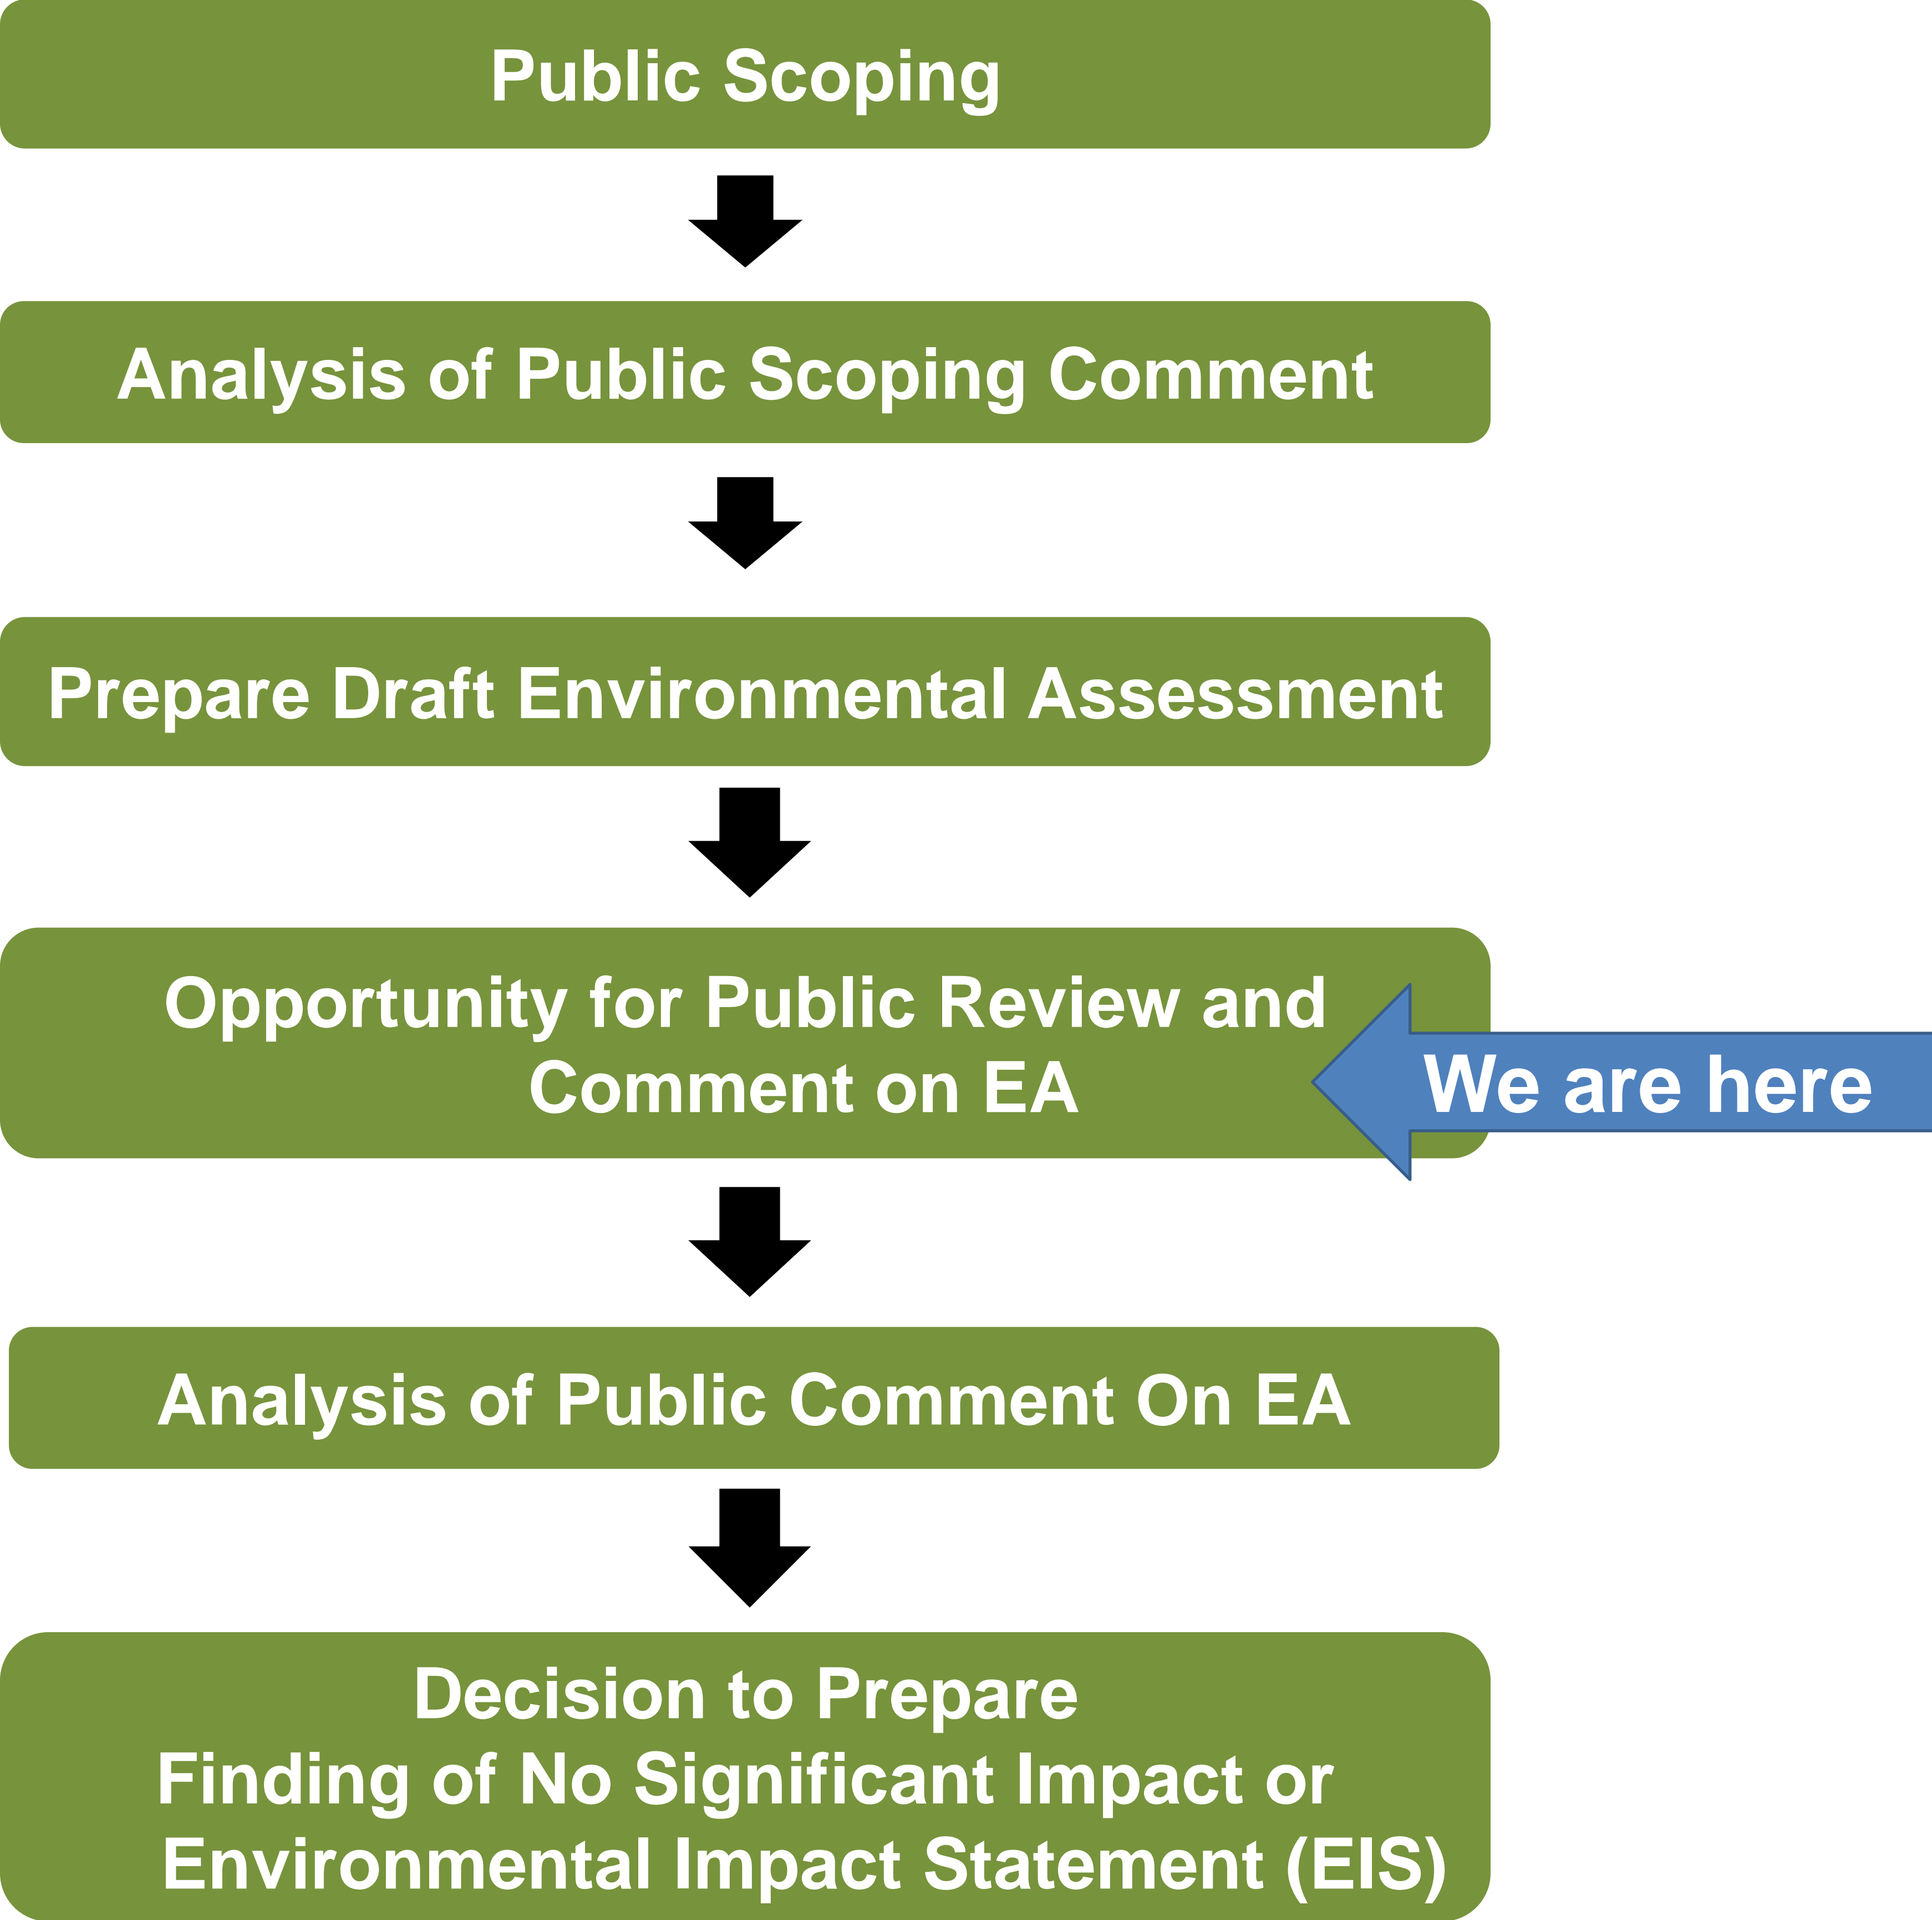 Public Scoping
Analysis of Public Scoping Comment
Prepare Draft Environmental Assessment
Opportunity for Public Review and
Comment on EA
We are here
Analysis of Public Comment On EA
Decision to Prepare
Finding of No Significant Impact or
Environmental Impact Statement (EIS)